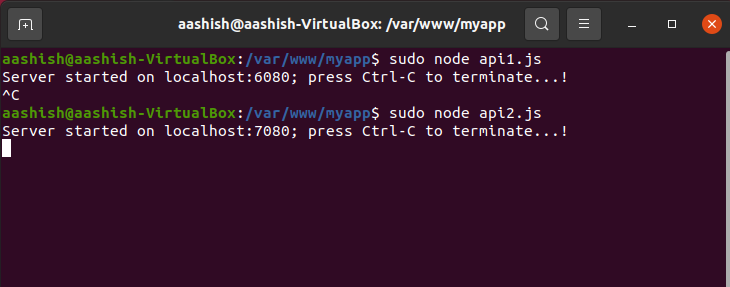 aashish@aashish-VirtualBox: /var/www/myapp
aashish@aashish-VirtualBox:/var/www/myapp$ sudo node api1.js
Server started on localhost:6080; press Ctrl-C to terminate...!
^C
aashish@aashish-VirtualBox:/var/www/myapp$ sudo node api2.js
Server started on localhost:7080; press Ctrl-C to terminate...!